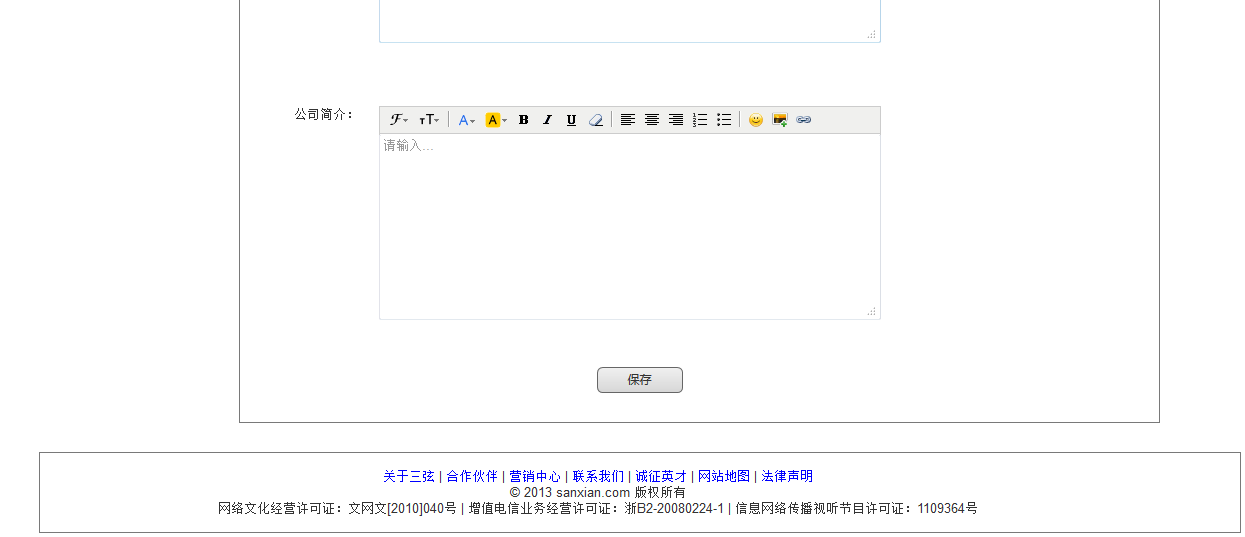 公司简介：
请输入...
保存
关于三弦 | 合作伙伴 | 营销中心 | 联系我们 | 诚征英才 | 网站地图 | 法律声明
© 2013 sanxian.com 版权所有
网络文化经营许可证：文网文[2010]040号 | 增值电信业务经营许可证：浙B2-20080224-1 | 信息网络传播视听节目许可证：1109364号